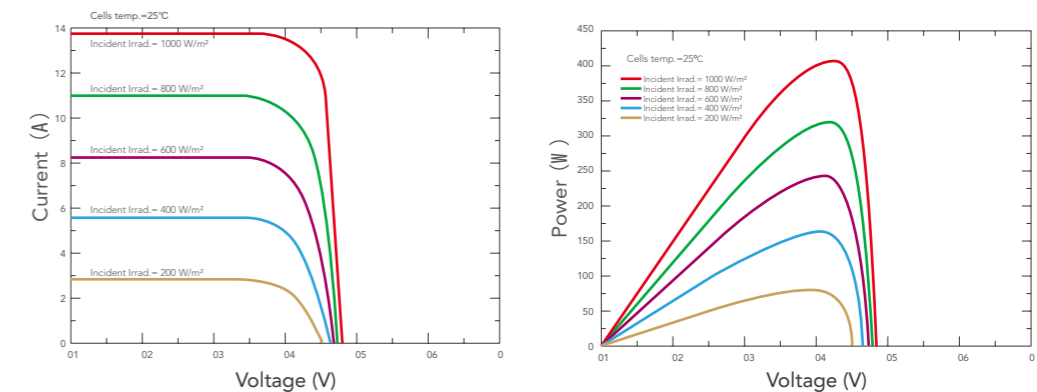 Cells temp.=25℃
14
Incident Irrad.= 1000 W/m²
12
Incident Irrad.= 800 W/m²
10
8
Incident Irrad.= 600 W/m²
6
Incident Irrad.= 400 W/m²
4
Incident Irrad.= 200 W/m²
2
0
Current (A)
01 02 03 04 05 06 0
Voltage (V)
450
Cells temp.=25℃
400
Incident Irrad.= 1000 W/m²
Incident Irrad.= 800 W/m²
350
Incident Irrad.= 600 W/m²
Incident Irrad.= 400 W/m²
Incident Irrad.= 200 W/m²
300
250
200
150
100
50
0
Power (W)
01 02 03 04 05 06 0
Voltage (V)